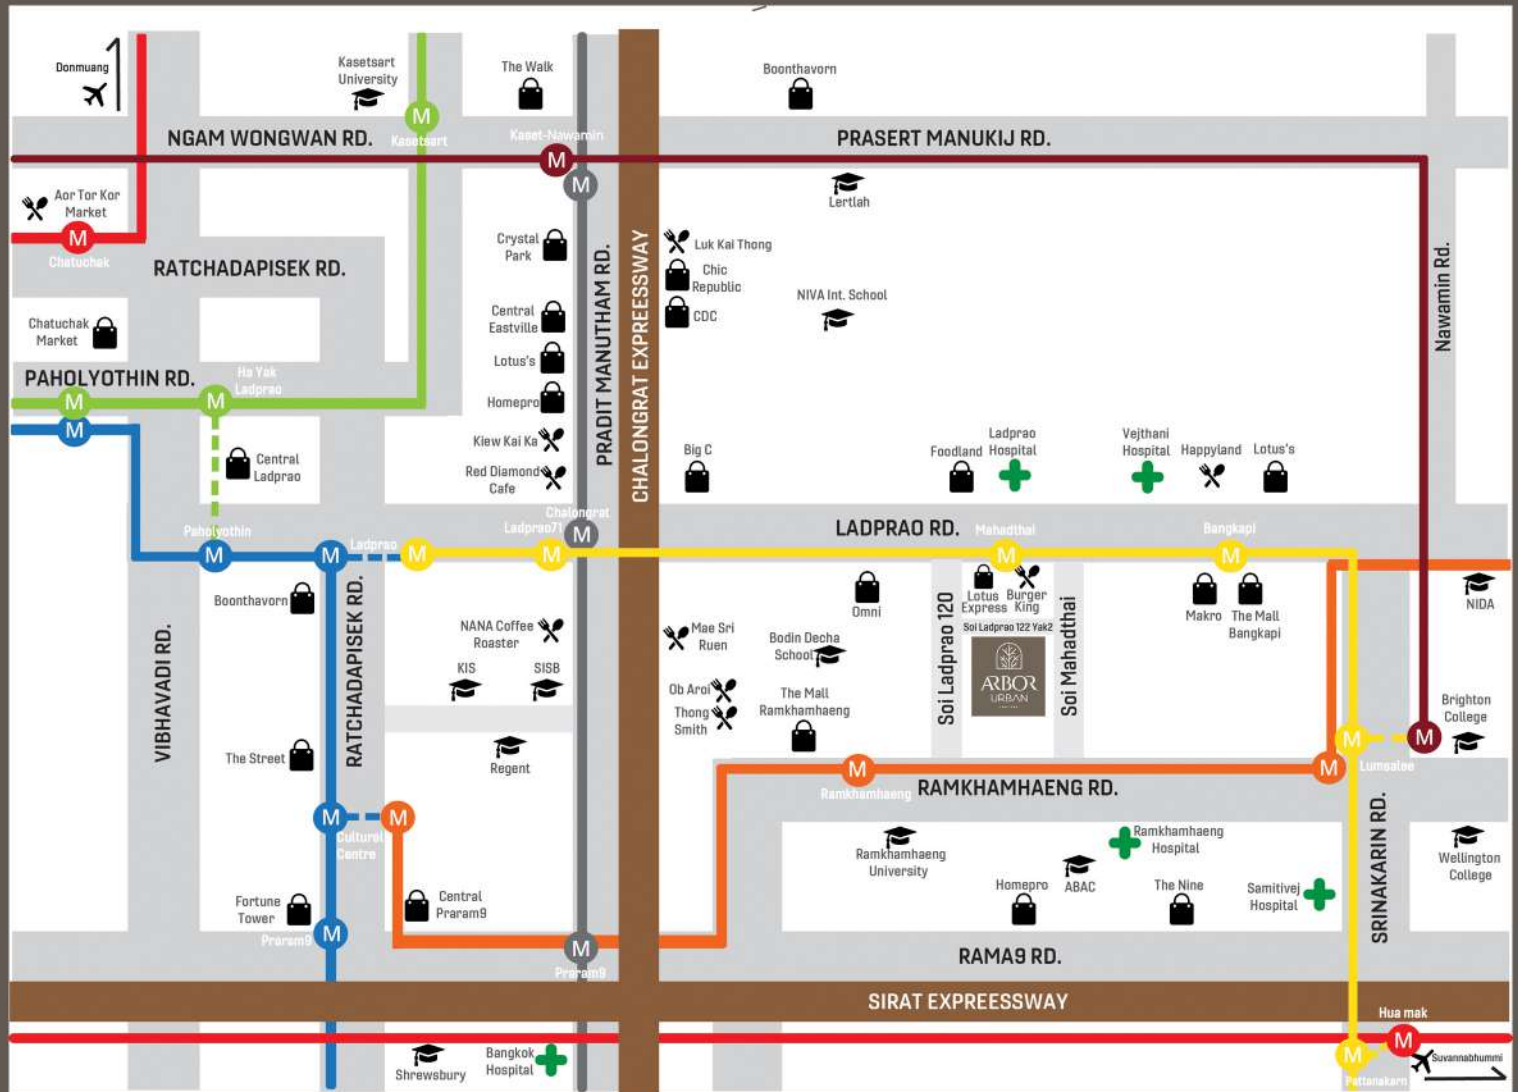 Donmuang
Kasetsart
University
The Walk
Boonthavorn
M
NGAM WONGWAN RD.
Kasetsart
Kaset-Nawamin
PRASERT MANUKIJ RD.
M
M
Aor Tor Kor
Market
Lertlah
M
Chatuchak
RATCHADAPISEK RD.
Crystal
Park
PRADIT MANUTHAM RD.
CHALONGRAT EXPREESSWAY
Luk Kai Thong
Chic
Republic
CDC
NIVA Int. School
Nawamin Rd.
Chatuchak
Market
Central
Eastville
Lotus's
PAHOLYOTHIN RD.
Ha Yak
Ladprao
M
M
M
Homepro
Kiew Kai Ka
Red Diamond
Cafe
Central
Ladprao
Big C
Foodland
Ladprao
Hospital
Vejthani
Hospital
Happyland
Lotus's
Chalongrat
M
Paholyothin
M
M
Ladprao
M
Ladprao71
M
LADPRAO RD.
Mahadthai
M
Bangkapi
M
Boonthavorn
VIBHAVADI RD.
RATCHADAPISEK RD.
NANA Coffee
Roaster
KIS
SISB
Mae Sri
Ruen
Omni
Bodin Decha
School
Soi Ladprao 120
Lotus
Express
Burger
King
Soi Ladprao 122 Yak2
ARBOR
URBAN
Soi Mahadthai
Makro
The Mall
Bangkapi
NIDA
Ob Aroi
Thong
Smith
The Mall
Ramkhamhaeng
Brighton
College
The Street
Regent
M
M
Lumsalee
M
Ramkhamhaeng
M
RAMKHAMHAENG RD.
M
M
Cultural
Centre
Ramkhamhaeng
University
Ramkhamhaeng
Hospital
ABAC
Homepro
The Nine
Samitivej
Hospital
SRINAKARIN RD.
Wellington
College
Fortune
Tower
Central
Praram9
Praram9
M
M
Praram9
RAMA9 RD.
SIRAT EXPREESSWAY
Hua mak
M
M
Pattanakarn
Suvannabhummi
Shrewsbury
Bangkok
Hospital